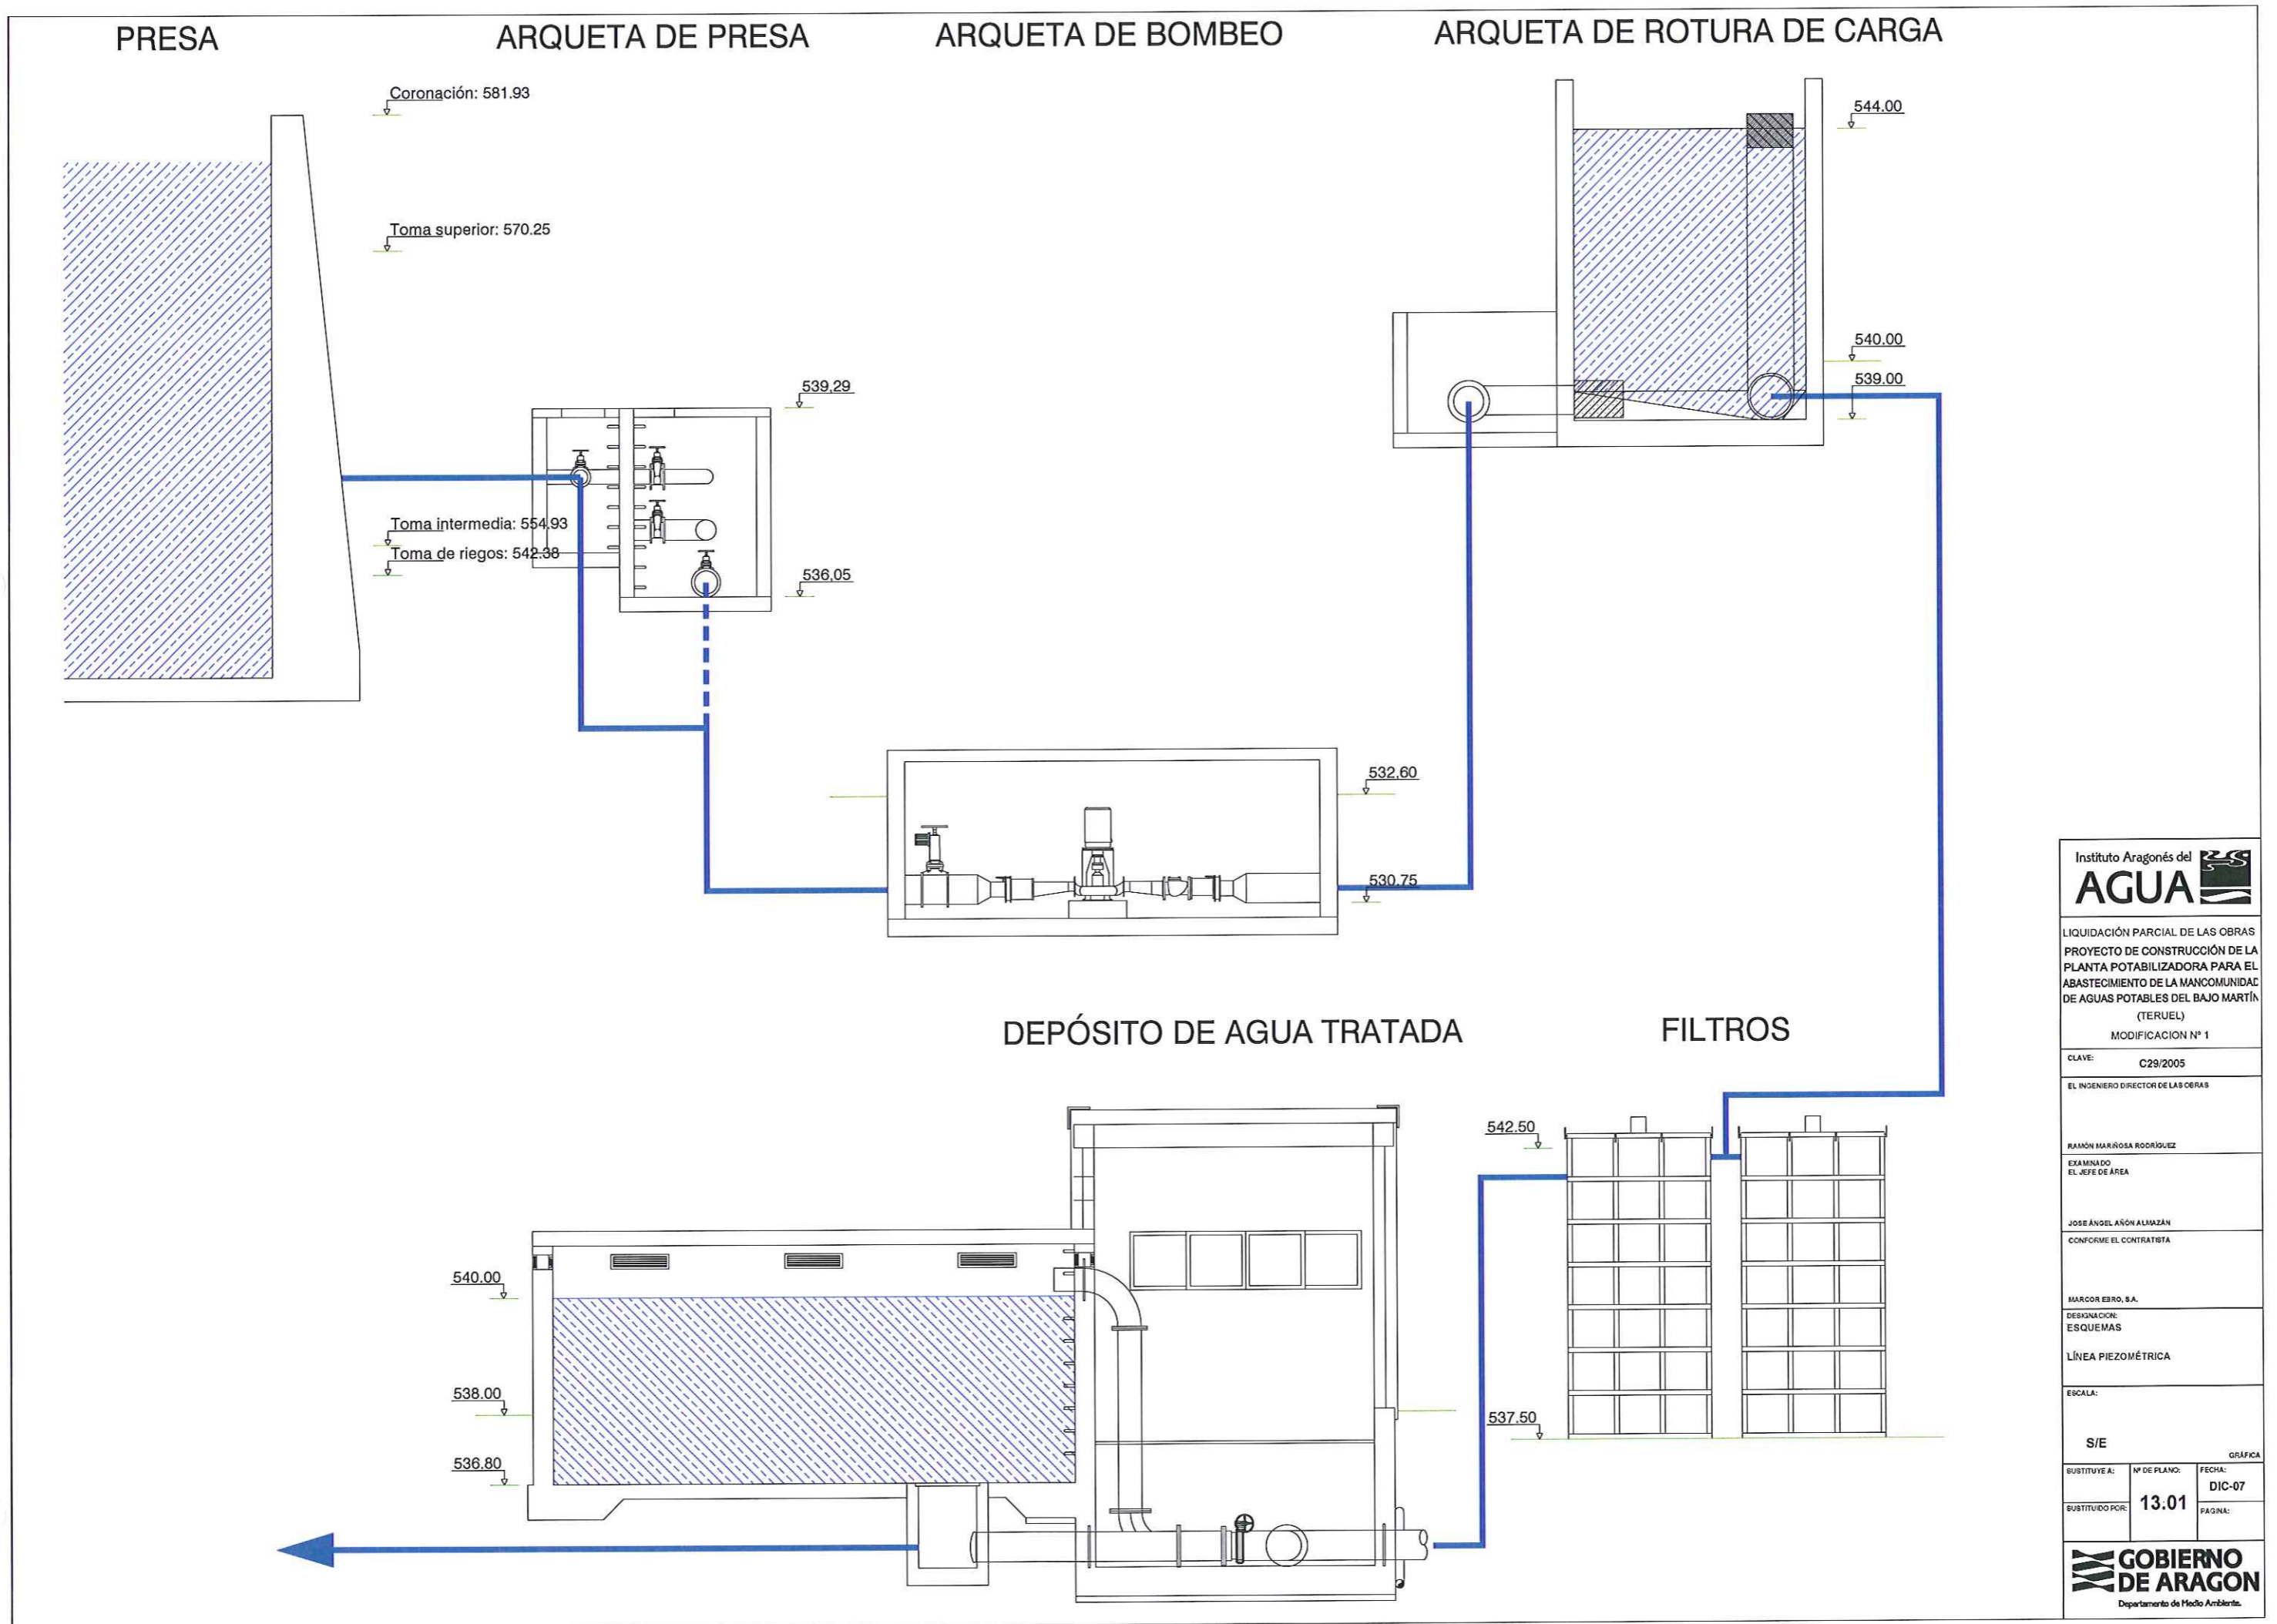 PRESA
ARQUETA DE PRESA
ARQUETA DE BOMBEO
ARQUETA DE ROTURA DE CARGA
Coronación: 581.93
Toma superior: 570.25
Toma intermedia: 554.93
Toma de riegos: 542.38
539,29
536,05
532,60
530.75
544.00
540.00
539.00
DEPÓSITO DE AGUA TRATADA
FILTROS
540.00
538.00
536.80
542.50
537.50
Instituto Aragonés del
AGUA
LIQUIDACIÓN PARCIAL DE LAS OBRAS
PROYECTO DE CONSTRUCCIÓN DE LA
PLANTA POTABILIZADORA PARA EL
ABASTECIMIENTO DE LA MANCOMUNIDAD
DE AGUAS POTABLES DEL BAJO MARTÍN
(TERUEL)
MODIFICACION Nº 1
CLAVE:
C29/2005
EL INGENIERO DIRECTOR DE LAS OBRAS
RAMÓN MARIÑOSA RODRÍGUEZ
EXAMINADO
EL JEFE DE ÁREA
JOSE ÁNGEL AÑÓN ALMAZÁN
CONFORME EL CONTRATISTA
MARCOR EBRO, S.A.
DESIGNACION:
ESQUEMAS
LÍNEA PIEZOMÉTRICA
ESCALA:
S/E
GRÁFICA
SUSTITUYE A:
Nº DE PLANO:
FECHA:
DIC-07
13.01
SUSTITUIDO POR:
PAGINA:
GOBIERNO
DE ARAGON
Departamento de Medio Ambiente.